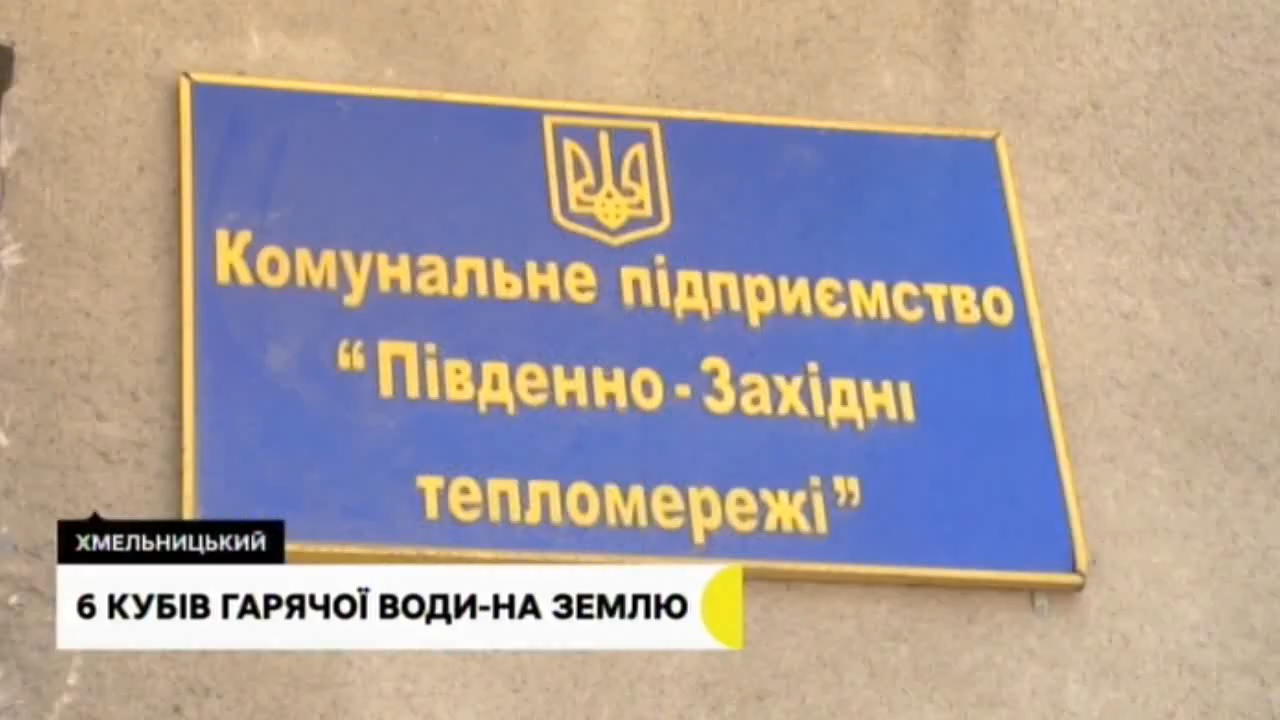 Комунальне підприємство
“Південно-Західні
тепломережі”
ХМЕЛЬНИЦЬКИЙ
6 КУБІВ ГАРЯЧОЇ ВОДИ-НА ЗЕМЛЮ